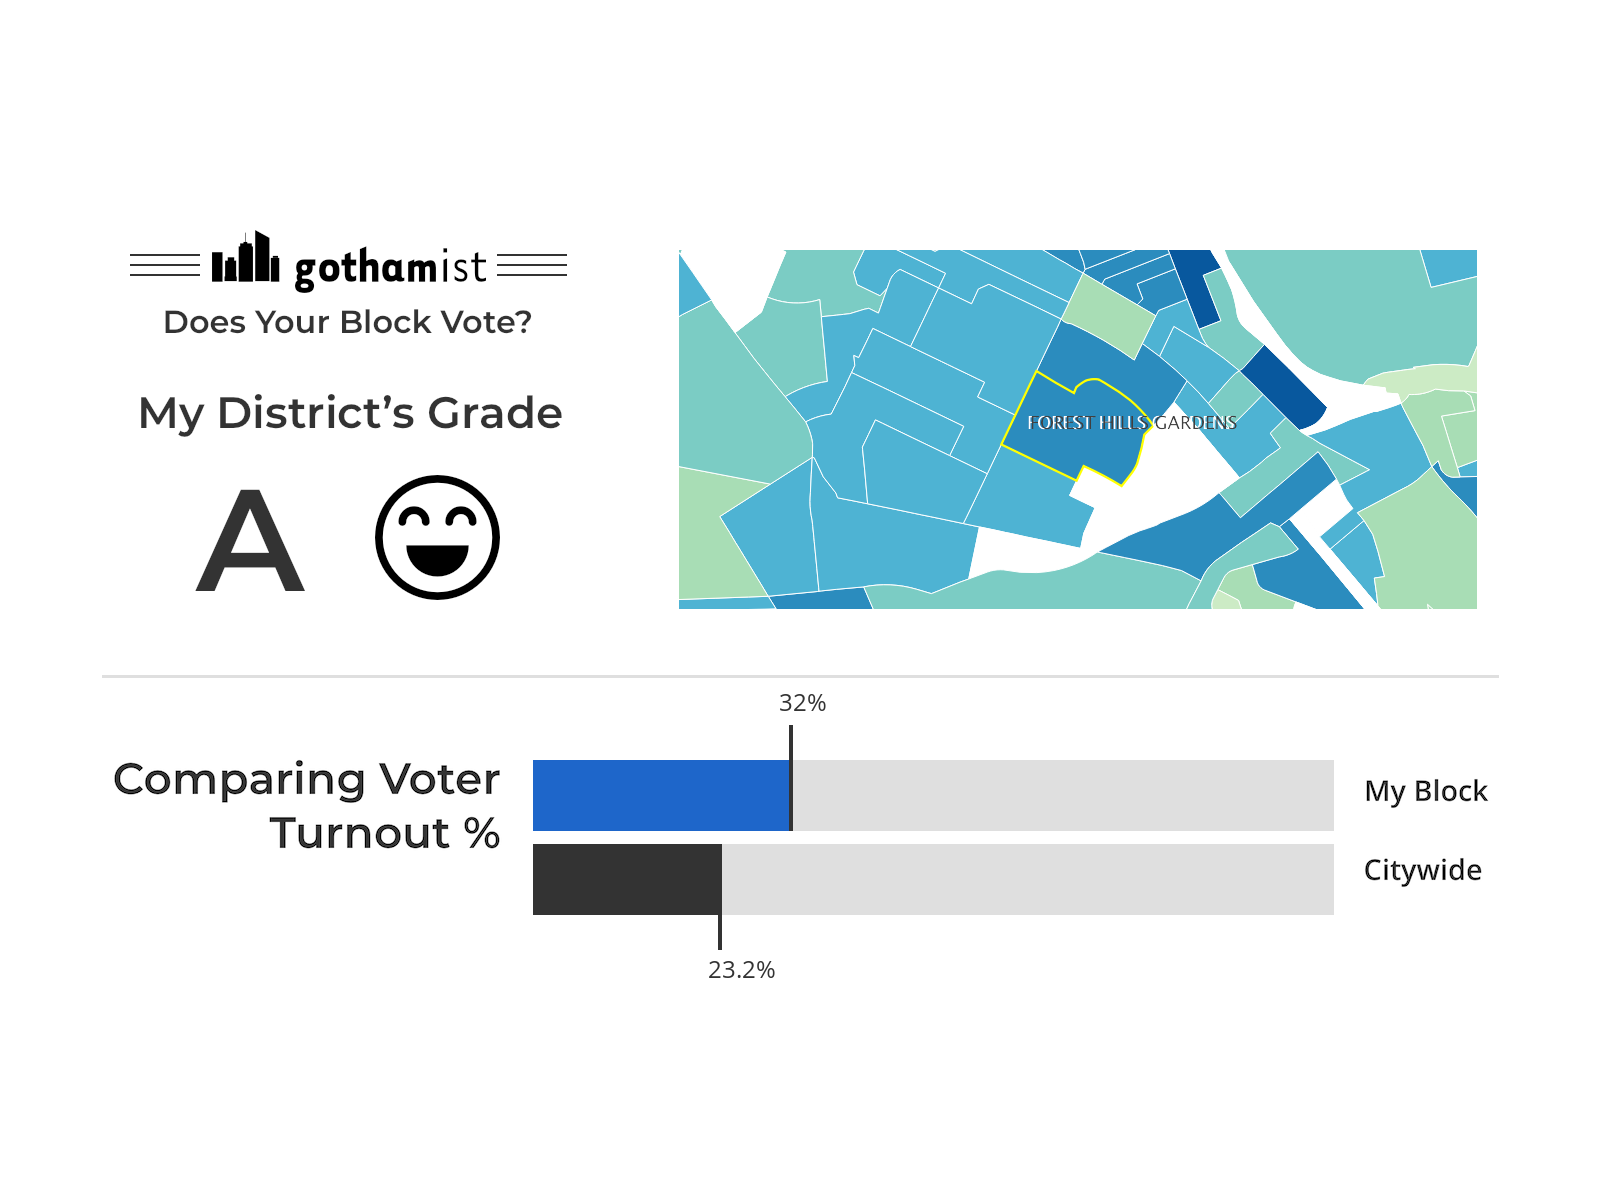 gothamist
Does Your Block Vote?
My District's Grade
A
FOREST HILLS GARDENS
32%
Comparing Voter
Turnout %
My Block
Citywide
23.2%